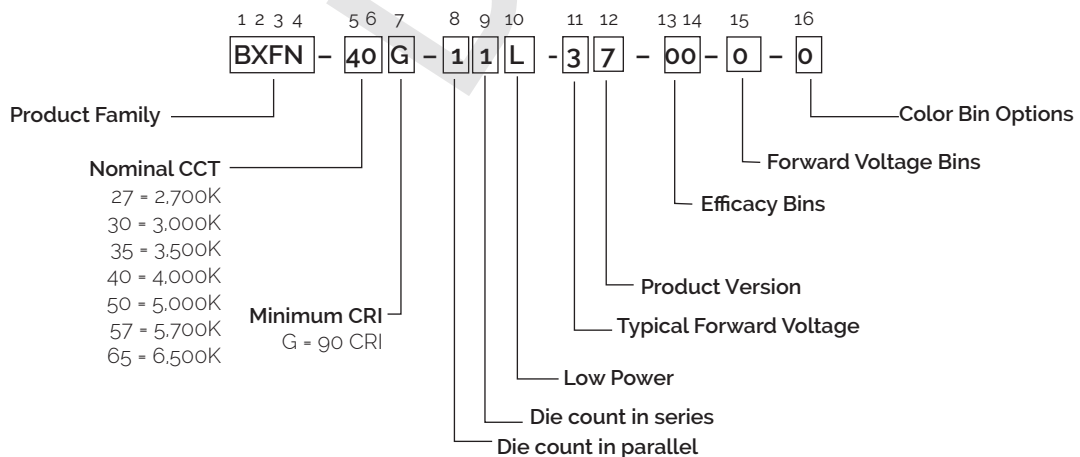 1 2 3 4 5 6 7 8 9 10 11 12 13 14 15 16
BXFN – 40 G – 1 1 L - 3 7 – 00 – 0 – 0
Product Family
Color Bin Options
Nominal CCT
Forward Voltage Bins
27 = 2,700K
30 = 3,000K
Efficacy Bins
35 = 3,500K
40 = 4,000K
50 = 5,000K
Product Version
Minimum CRI
57 = 5,700K
Typical Forward Voltage
G = 90 CRI
65 = 6,500K
Low Power
Die count in series
Die count in parallel